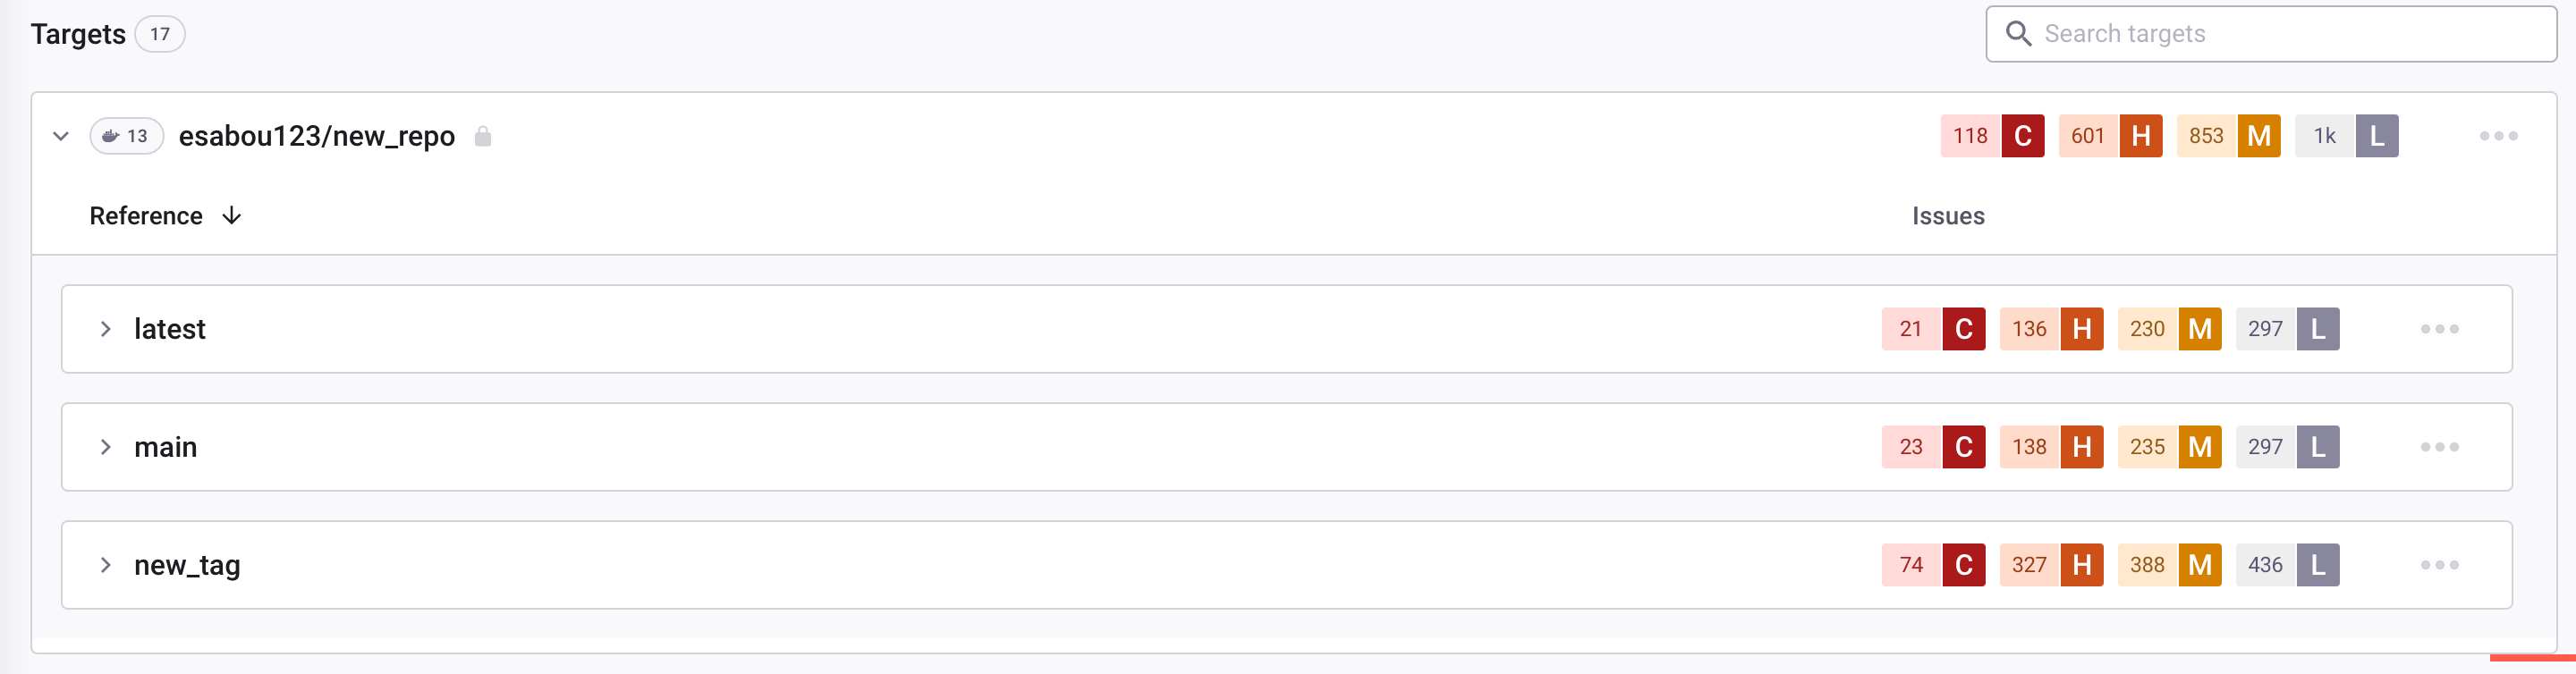 Targets 17
Search targets
13 esabou123/new_repo 118 C 601 H 853 M 1k L
Reference Issues
latest 21 C 136 H 230 M 297 L
main 23 C 138 H 235 M 297 L
new_tag 74 C 327 H 388 M 436 L